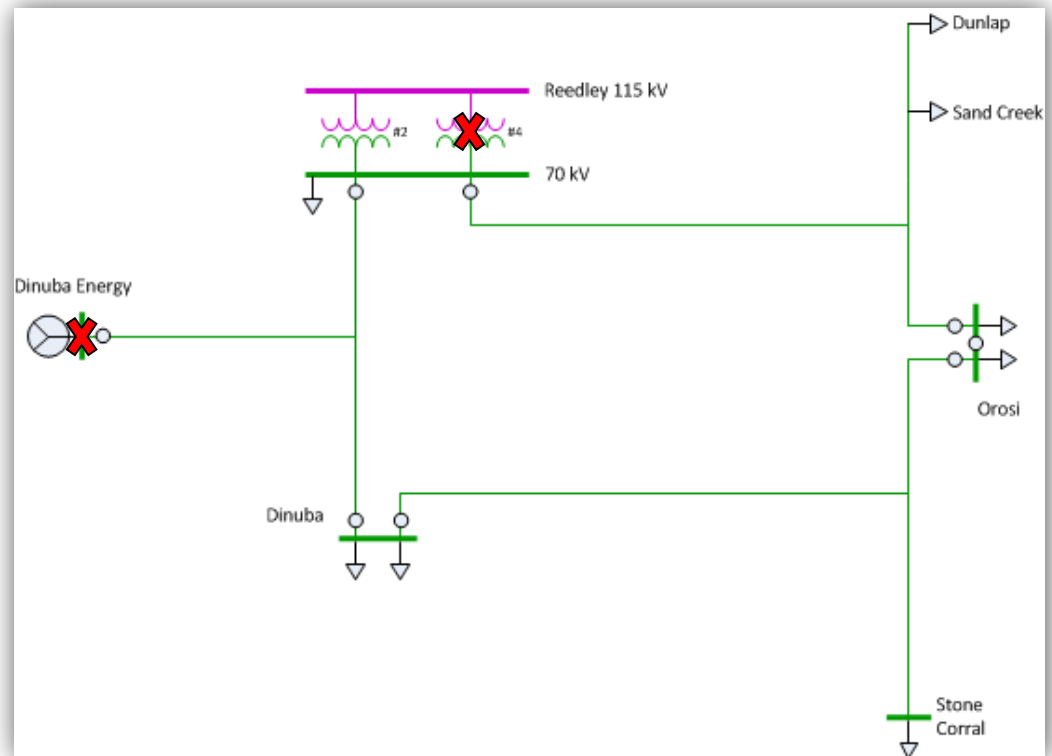 Dunlap
Reedley 115 kV
Sand Creek
#2
#4
70 kV
Dinuba Energy
Orosi
Dinuba
Stone
Corral